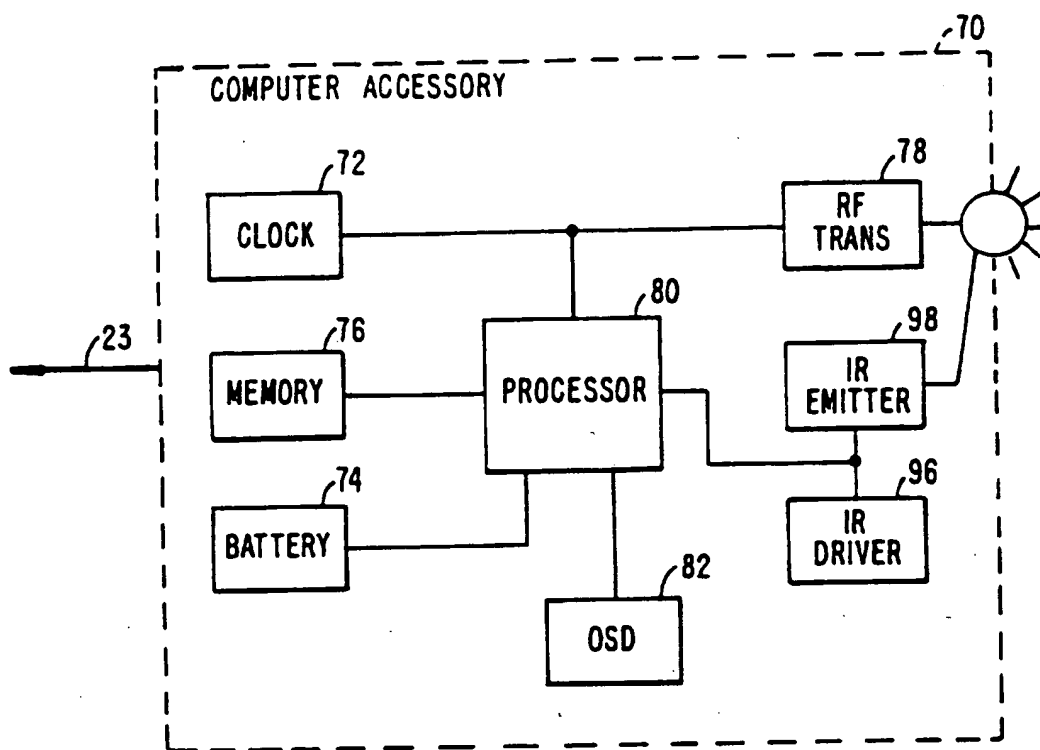 70
COMPUTER ACCESSORY
72
CLOCK
78
RF
TRANS
80
PROCESSOR
23
76
MEMORY
98
IR
EMITTER
74
BATTERY
96
IR
DRIVER
82
OSD